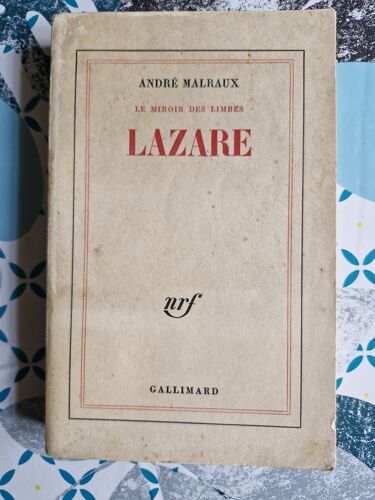 ANDRÉ MALRAUX
LE MIROIR DES LIMBES
LAZARE
nrf
GALLIMARD